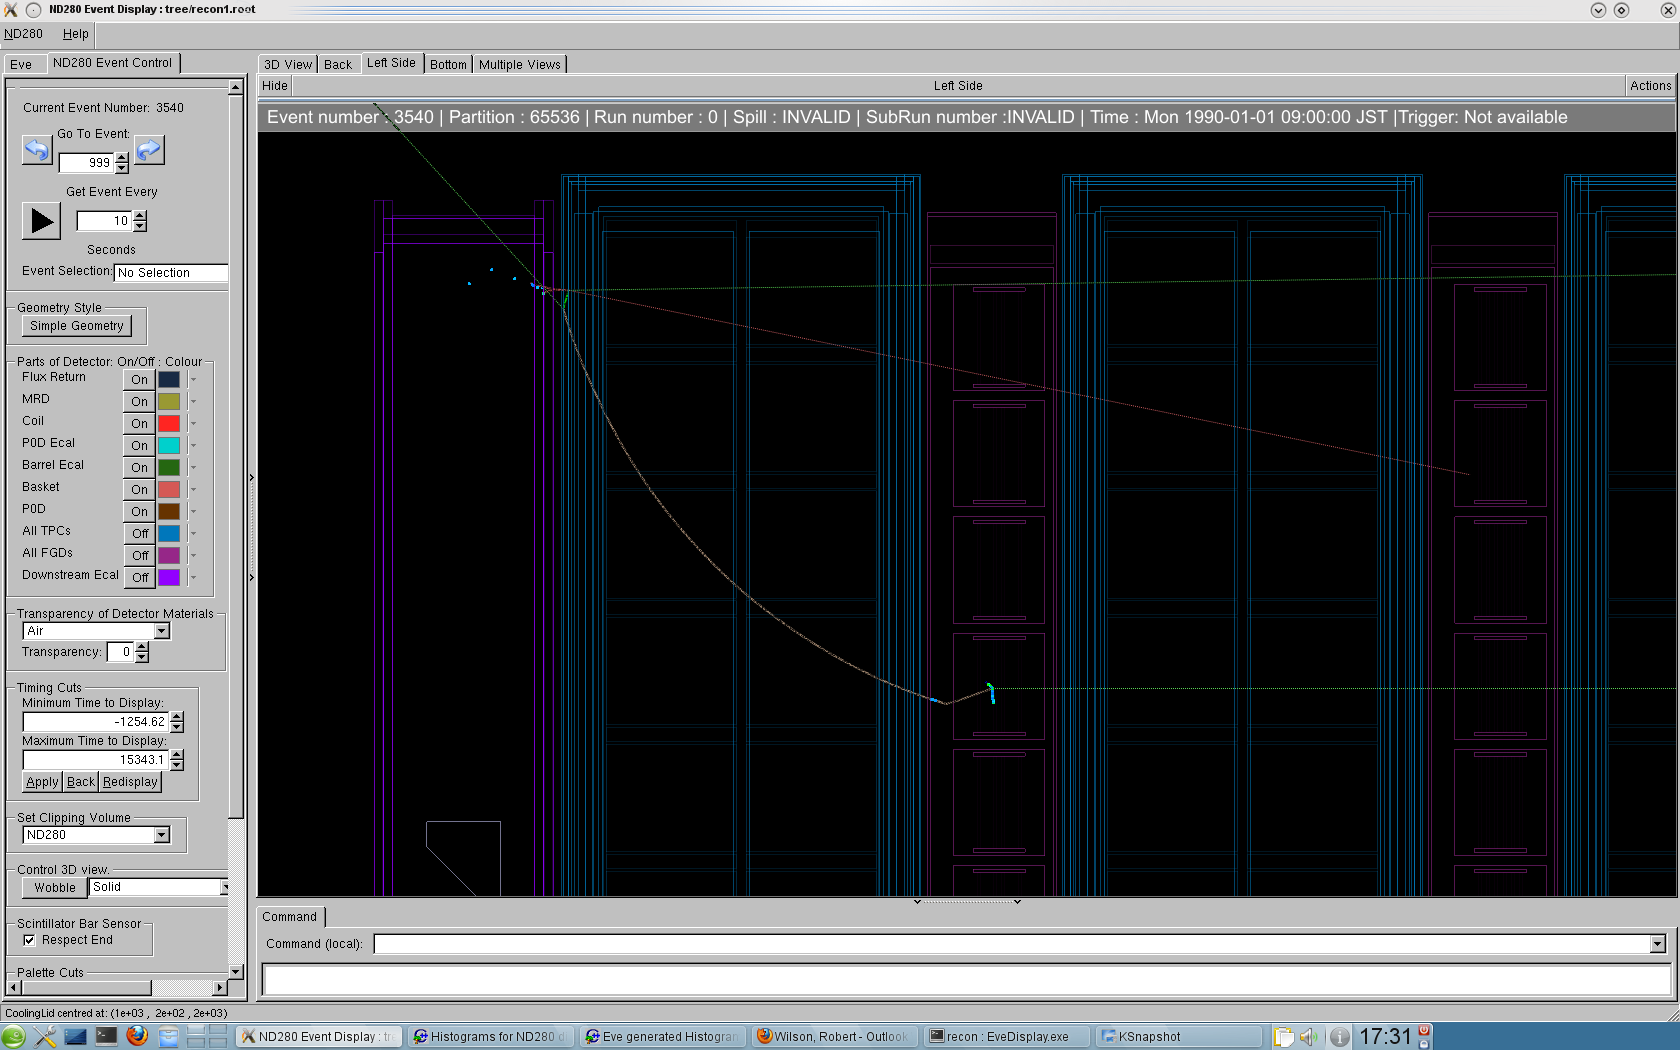 ND280 Event Display : tree/recon1.root
ND280 Help
Eve ND280 Event Control
3D View Back Left Side Bottom Multiple Views
Hide Left Side Actions
Event number : 3540 | Partition : 65536 | Run number : 0 | Spill : INVALID | SubRun number :INVALID | Time : Mon 1990-01-01 09:00:00 JST |Trigger: Not available
Current Event Number: 3540
Go To Event:
999
Get Event Every
10
Seconds
Event Selection: No Selection
Geometry Style
Simple Geometry
Parts of Detector: On/Off : Colour
Flux Return On
MRD On
Coil On
P0D Ecal On
Barrel Ecal On
Basket On
P0D On
All TPCs Off
All FGDs Off
Downstream Ecal Off
Transparency of Detector Materials
Air
Transparency: 0
Timing Cuts
Minimum Time to Display:
-1254.62
Maximum Time to Display:
15343.1
Apply Back Redisplay
Set Clipping Volume
ND280
Control 3D view.
Wobble Solid
Scintillator Bar Sensor
Respect End
Palette Cuts
Command
Command (local):
CoolingLid centred at: (1e+03 , 2e+02 , 2e+03)
ND280 Event Display : tr
Histograms for ND280 d
Eve generated Histogran
Wilson, Robert - Outlook
recon : EveDisplay.exe
KSnapshot
17:31